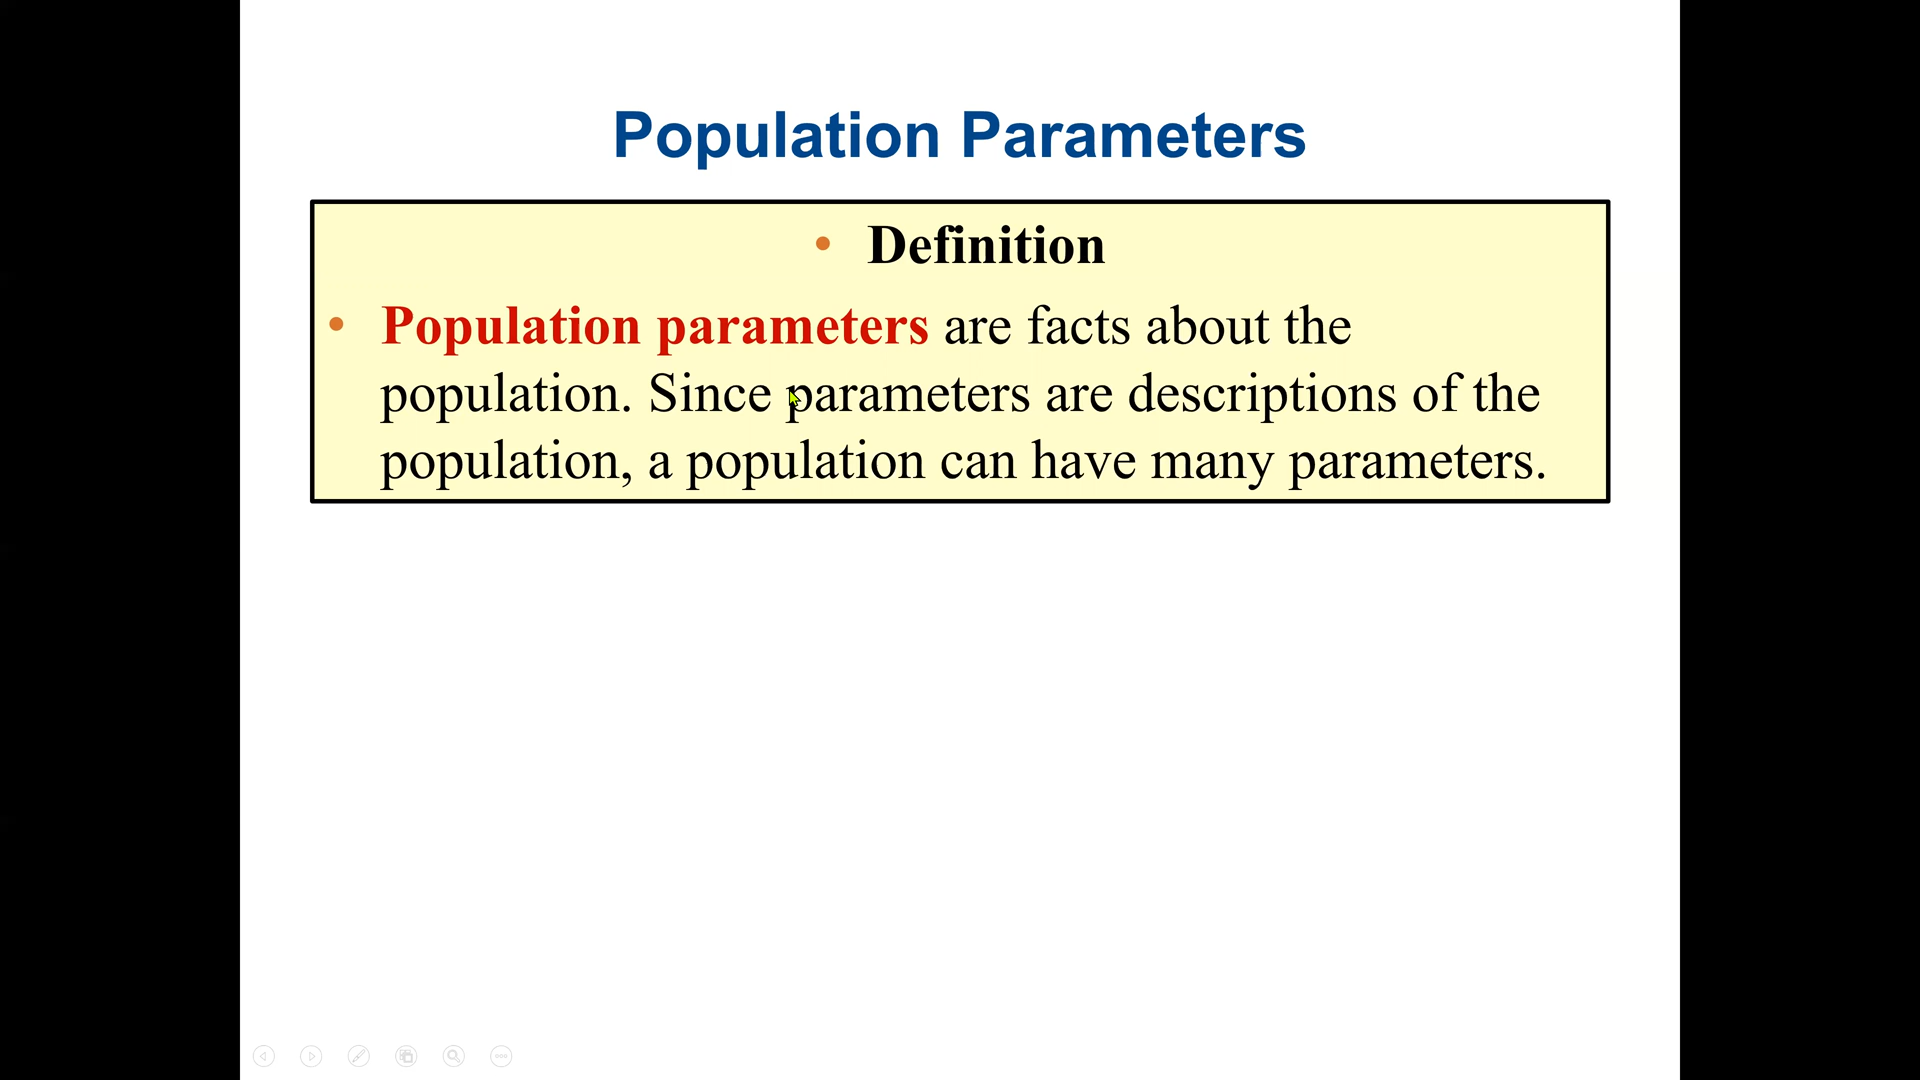 Population Parameters
• Definition
• Population parameters are facts about the
population. Since parameters are descriptions of the
population, a population can have many parameters.